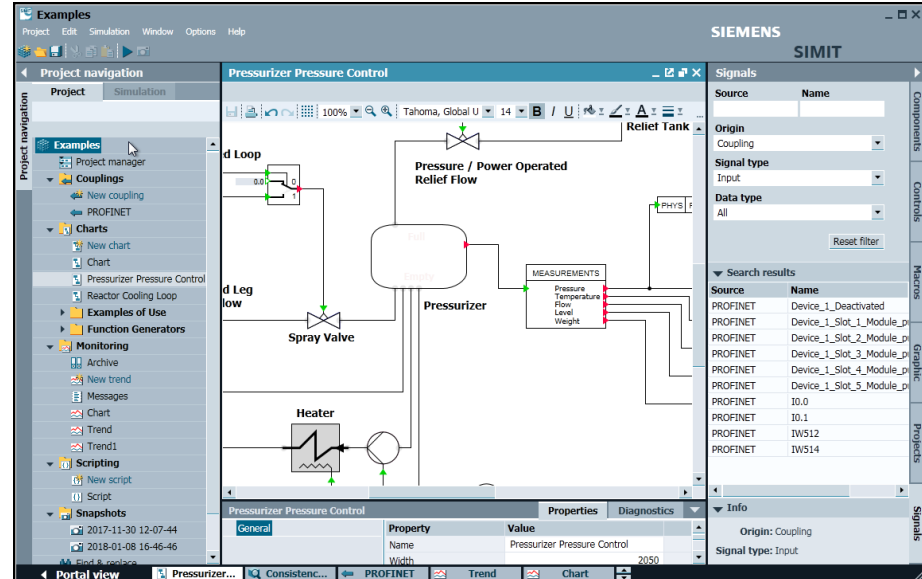 Examples
Project Edit Simulation Window Options Help
SIEMENS
SIMIT
Project navigation
Project Simulation
Project navigation
Examples
Project manager
Couplings
New coupling
PROFINET
Charts
New chart
Chart
Pressurizer Pressure Control
Reactor Cooling Loop
Examples of Use
Function Generators
Monitoring
Archive
New trend
Messages
Chart
Trend
Trend1
Scripting
New script
Script
Snapshots
2017-11-30 12-07-44
2018-01-08 16-46-46
Find & replace
Pressurizer Pressure Control
100% Tahoma, Global U 14 B I U A
Relief Tank
d Loop
Pressure / Power Operated
Relief Flow
0.0 0
1
PHYS
Full
Empty
MEASUREMENTS
Pressure
Temperature
Flow
Level
Weight
d Leg
low
Pressurizer
Spray Valve
Heater
Pressurizer Pressure Control Properties Diagnostics
General
Property Value
Name Pressurizer Pressure Control
Width 2050
Signals
Source Name
Origin
Coupling
Signal type
Input
Data type
All
Reset filter
Search results
Source Name
PROFINET Device_1_Deactivated
PROFINET Device_1_Slot_1_Module_p
PROFINET Device_1_Slot_2_Module_p
PROFINET Device_1_Slot_3_Module_p
PROFINET Device_1_Slot_4_Module_p
PROFINET Device_1_Slot_5_Module_p
PROFINET I0.0
PROFINET I0.1
PROFINET IW512
PROFINET IW514
Info
Origin: Coupling
Signal type: Input
Components
Controls
Macros
Graphic
Projects
Signals
Portal view Pressurizer... Consistenc... PROFINET Trend Chart